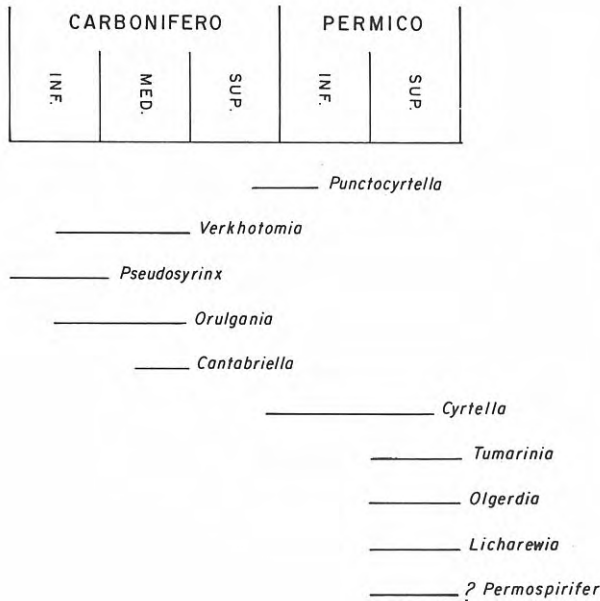 CARBONIFERO PERMICO
INF. MED. SUP. INF. SUP.
Punctocyrtella
Verkhotomia
Pseudosyrinx
Orulgania
Cantabriella
Cyrtella
Tumarinia
Olgerdia
Licharewia
? Permospirifer